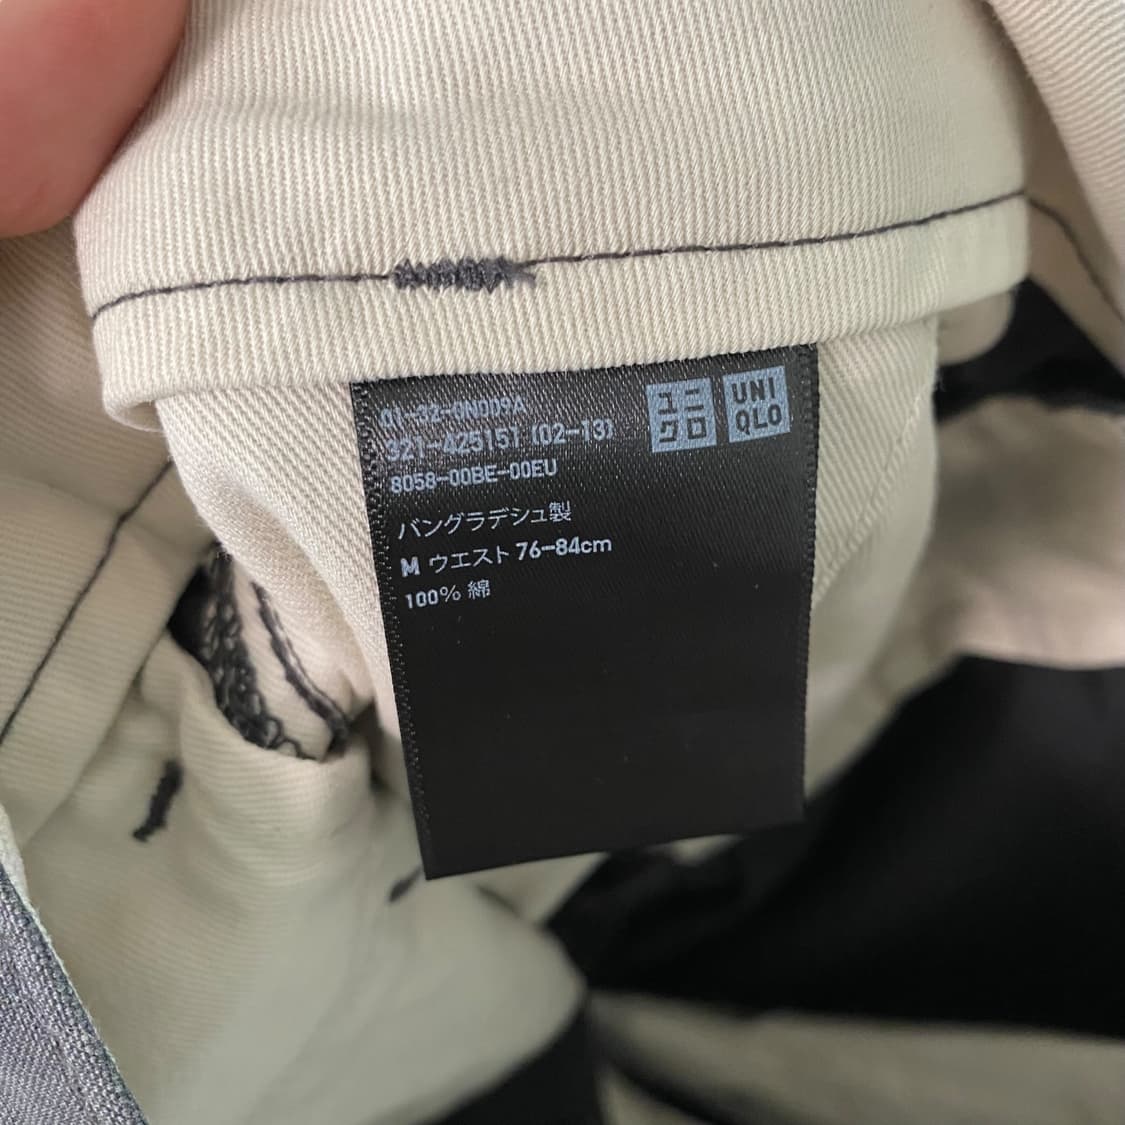 01-32-0N009A
321-425151 (02-13)
8058-00BE-00EU
ユニ
クロ
UNI
QLO
バングラデシュ製
M ウエスト 76-84cm
100% 綿